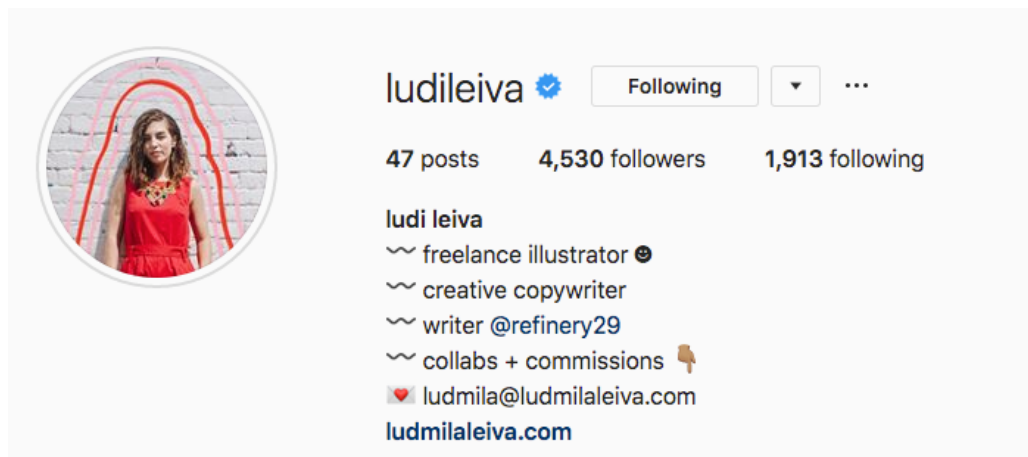 ludileiva Following ▼ •••
47 posts 4,530 followers 1,913 following
ludi leiva
〰 freelance illustrator ☻
〰 creative copywriter
〰 writer @refinery29
〰 collabs + commissions 👇🏽
💌 ludmila@ludmilaleiva.com
ludmilaleiva.com